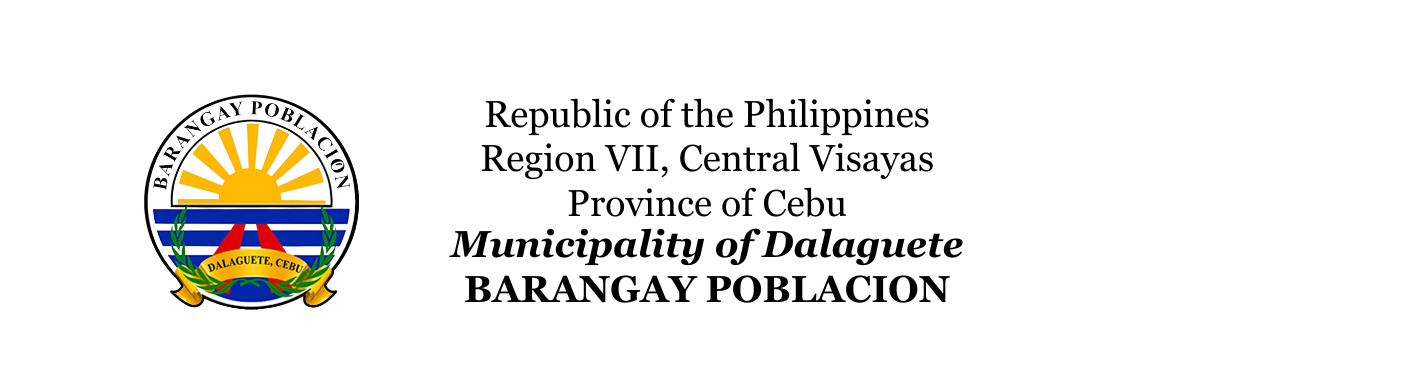 BARANGAY POBLACION
DALAGUETE, CEBU
Republic of the Philippines
Region VII, Central Visayas
Province of Cebu
Municipality of Dalaguete
BARANGAY POBLACION